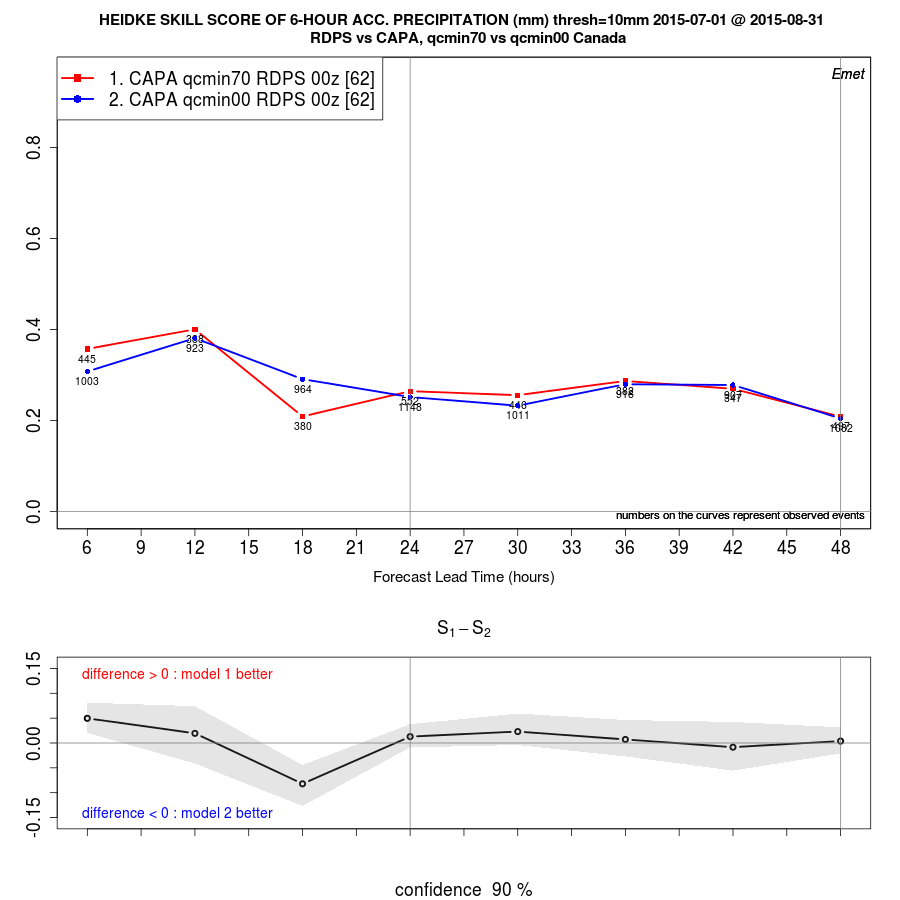 HEIDKE SKILL SCORE OF 6-HOUR ACC. PRECIPITATION (mm) thresh=10mm 2015-07-01 @ 2015-08-31
RDPS vs CAPA, qcmin70 vs qcmin00 Canada
1. CAPA qcmin70 RDPS 00z [62]
2. CAPA qcmin00 RDPS 00z [62]
Emet
0.8
0.6
0.4
0.2
0.0
445
1003
923
380
964
1148
1011
numbers on the curves represent observed events
6 9 12 15 18 21 24 27 30 33 36 39 42 45 48
Forecast Lead Time (hours)
S1 − S2
0.15
0.00
-0.15
difference > 0 : model 1 better
difference < 0 : model 2 better
confidence 90 %